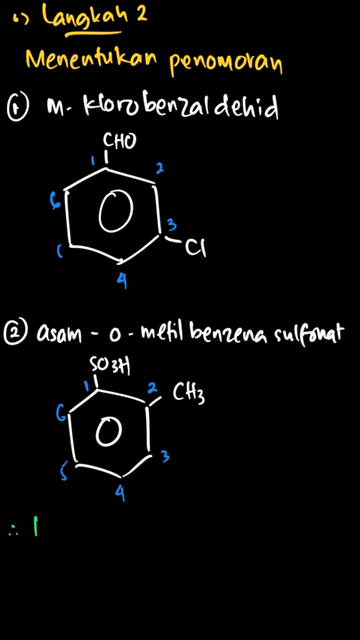 •) Langkah 2
Menentukan penomoran
① m. klorobenzaldehid
CHO
1
2
6
3
Cl
4
② asam - o - metil benzena sulfonat
SO3H
1
2
CH3
6
3
5
4
∴